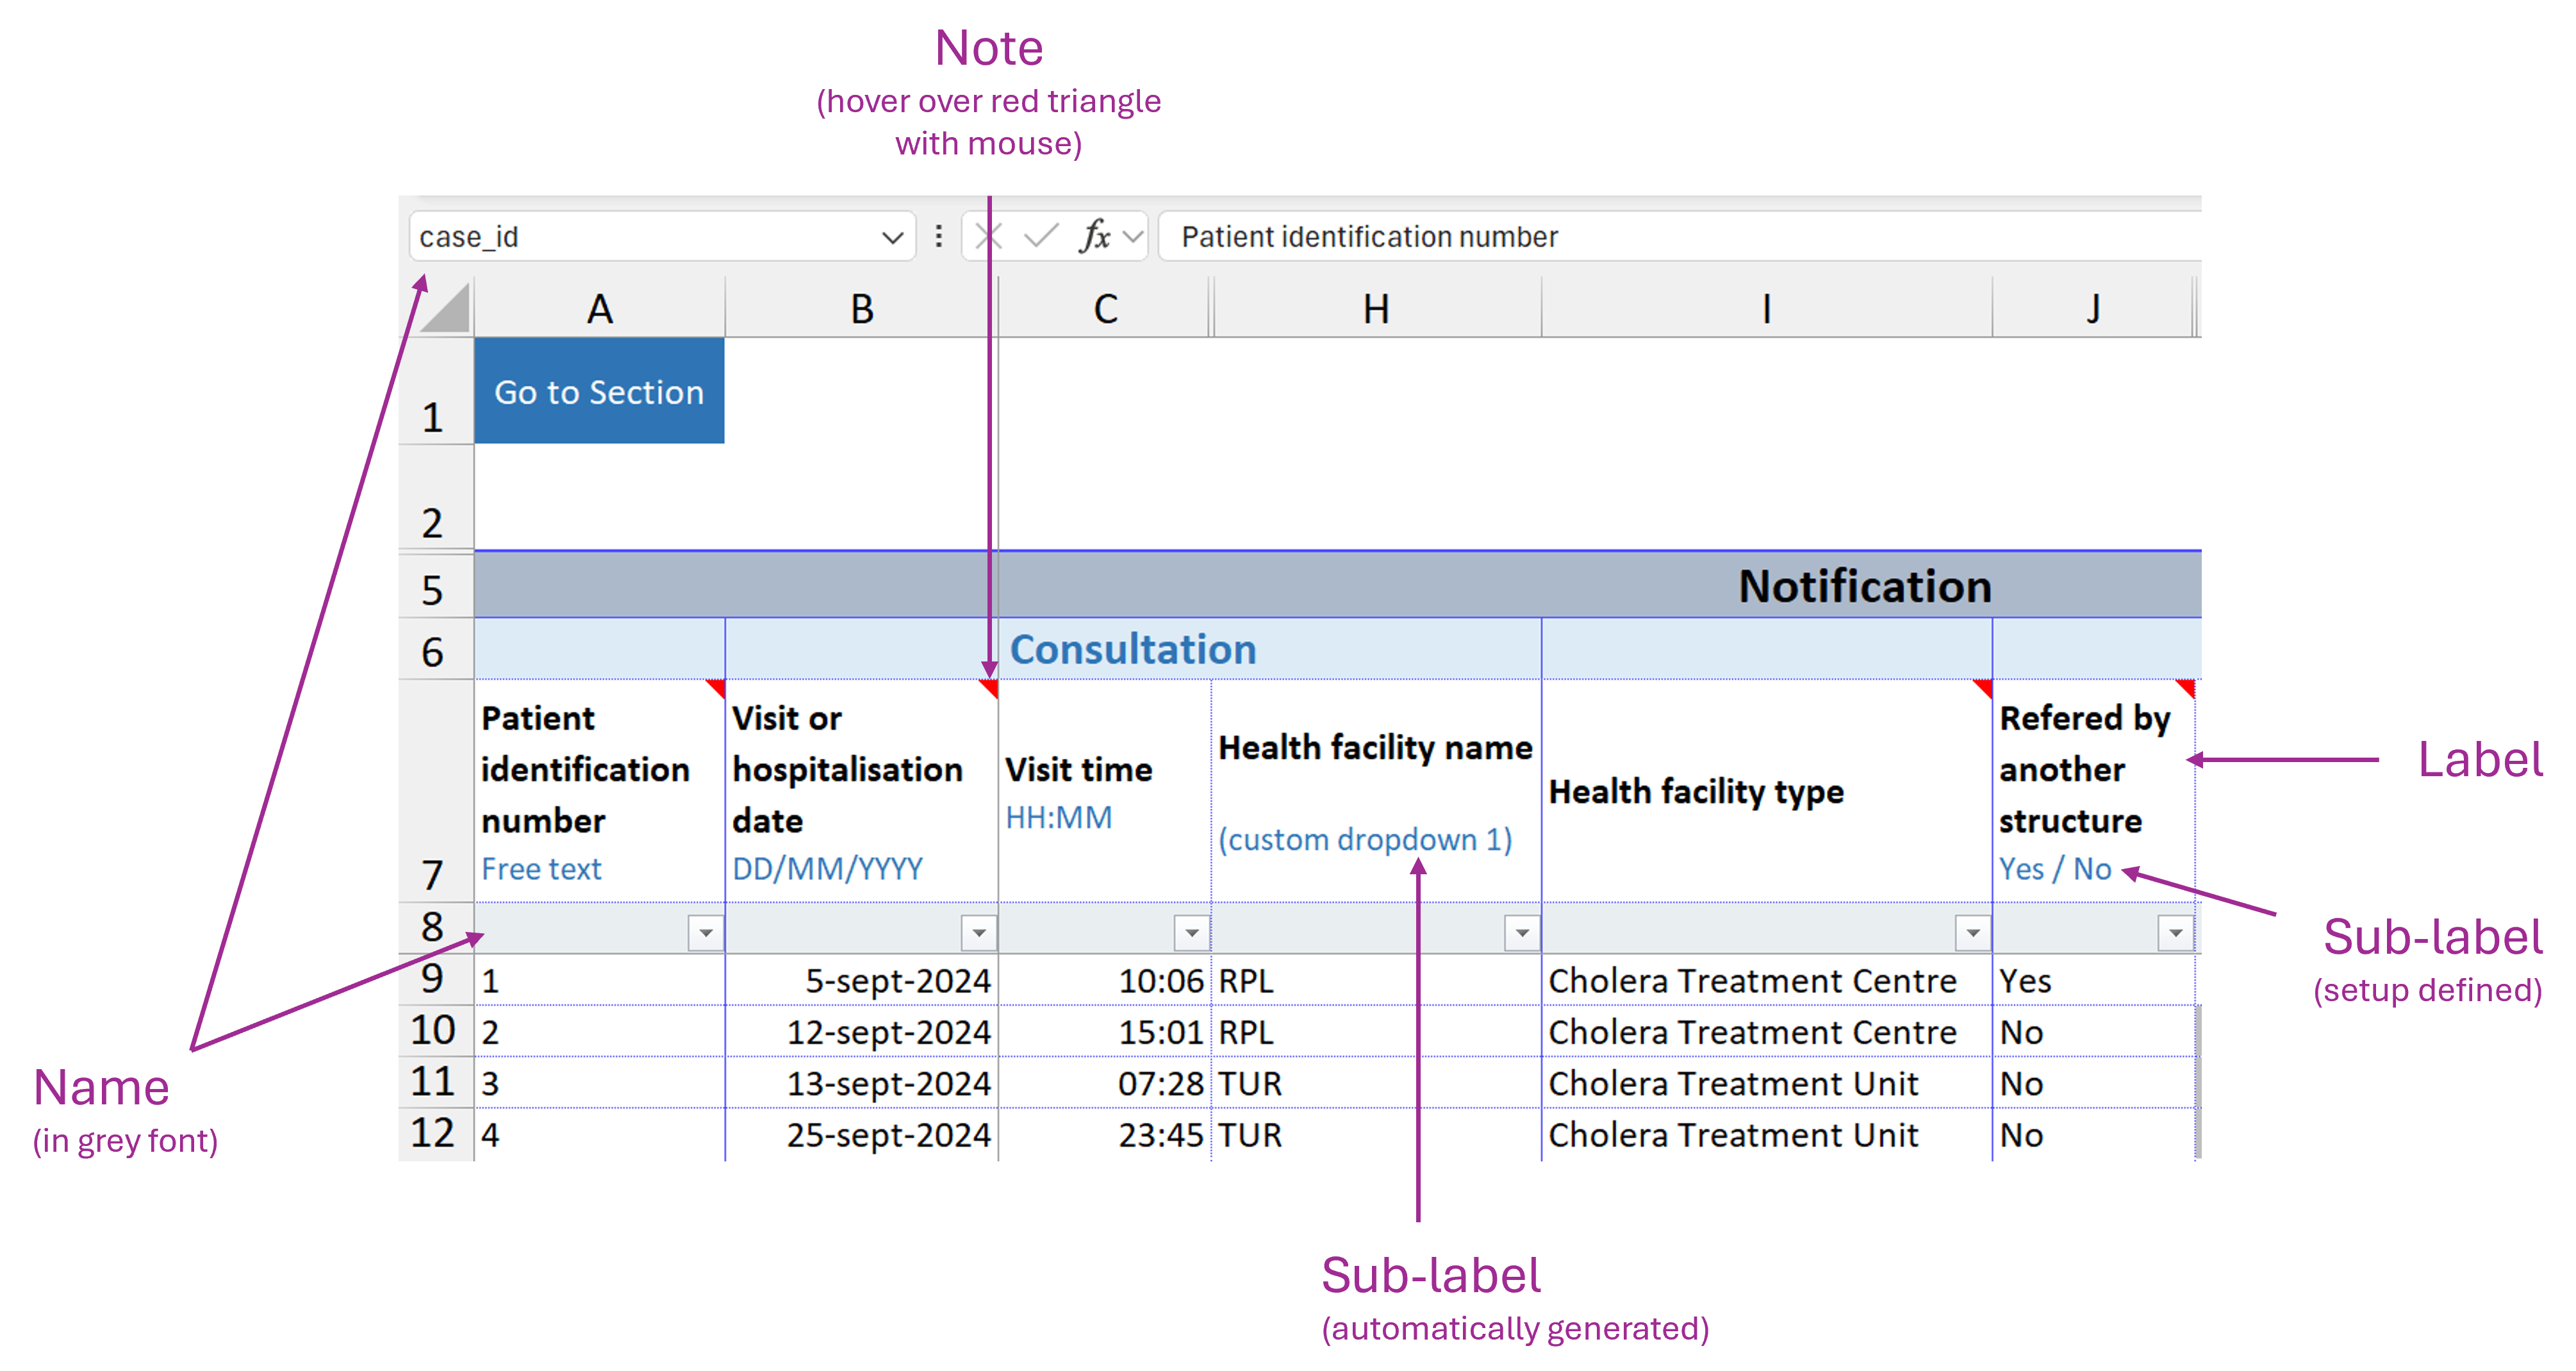 Note
(hover over red triangle
with mouse)
case_id
fx
Patient identification number
A B C H I J
1 Go to Section
2
5 Notification
6 Consultation
Patient
identification
number
Free text
Visit or
hospitalisation
date
DD/MM/YYYY
Visit time
HH:MM
Health facility name
(custom dropdown 1)
Health facility type
Refered by
another
structure
Yes / No
7
8
9 1 5-sept-2024 10:06 RPL Cholera Treatment Centre Yes
10 2 12-sept-2024 15:01 RPL Cholera Treatment Centre No
11 3 13-sept-2024 07:28 TUR Cholera Treatment Unit No
12 4 25-sept-2024 23:45 TUR Cholera Treatment Unit No
Label
Sub-label
(setup defined)
Name
(in grey font)
Sub-label
(automatically generated)